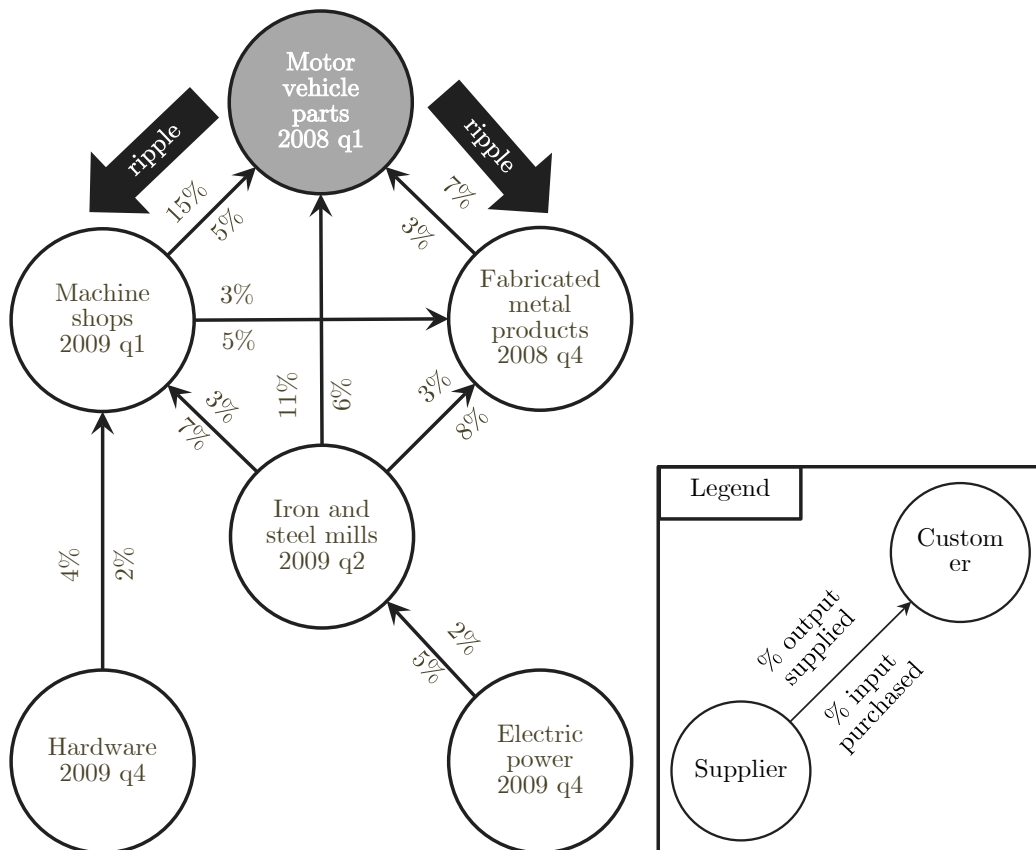 Motor
vehicle
parts
2008 q1
ripple
ripple
15%
5%
7%
3%
Machine
shops
2009 q1
3%
5%
Fabricated
metal
products
2008 q4
11%
6%
3%
7%
3%
8%
Iron and
steel mills
2009 q2
4%
2%
2%
5%
Hardware
2009 q4
Electric
power
2009 q4
Legend
Custom
er
% output
supplied
% input
purchased
Supplier